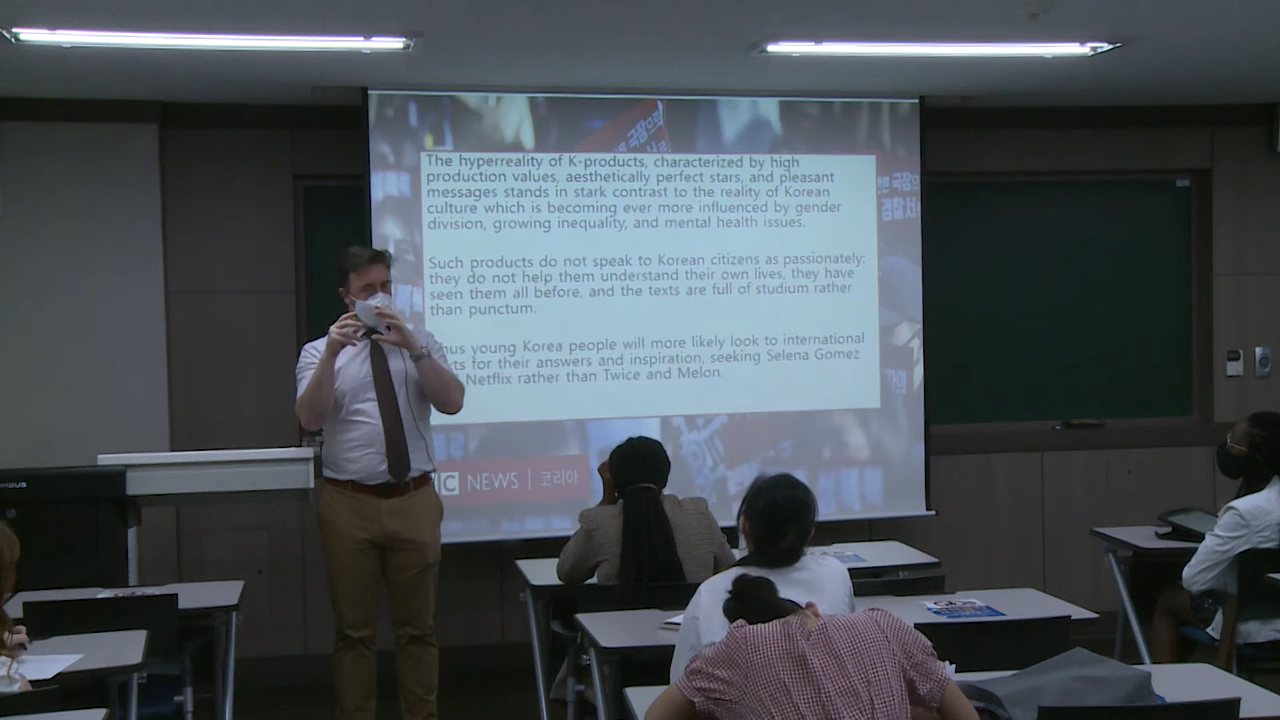 The hyperreality of K-products, characterized by high
production values, aesthetically perfect stars, and pleasant
messages stands in stark contrast to the reality of Korean
culture which is becoming ever more influenced by gender
division, growing inequality, and mental health issues.
Such products do not speak to Korean citizens as passionately:
they do not help them understand their own lives, they have
seen them all before, and the texts are full of studium rather
than punctum.
young Korea people will more likely look to international
for their answers and inspiration, seeking Selena Gomez
Netflix rather than Twice and Melon.
C NEWS | 코리아